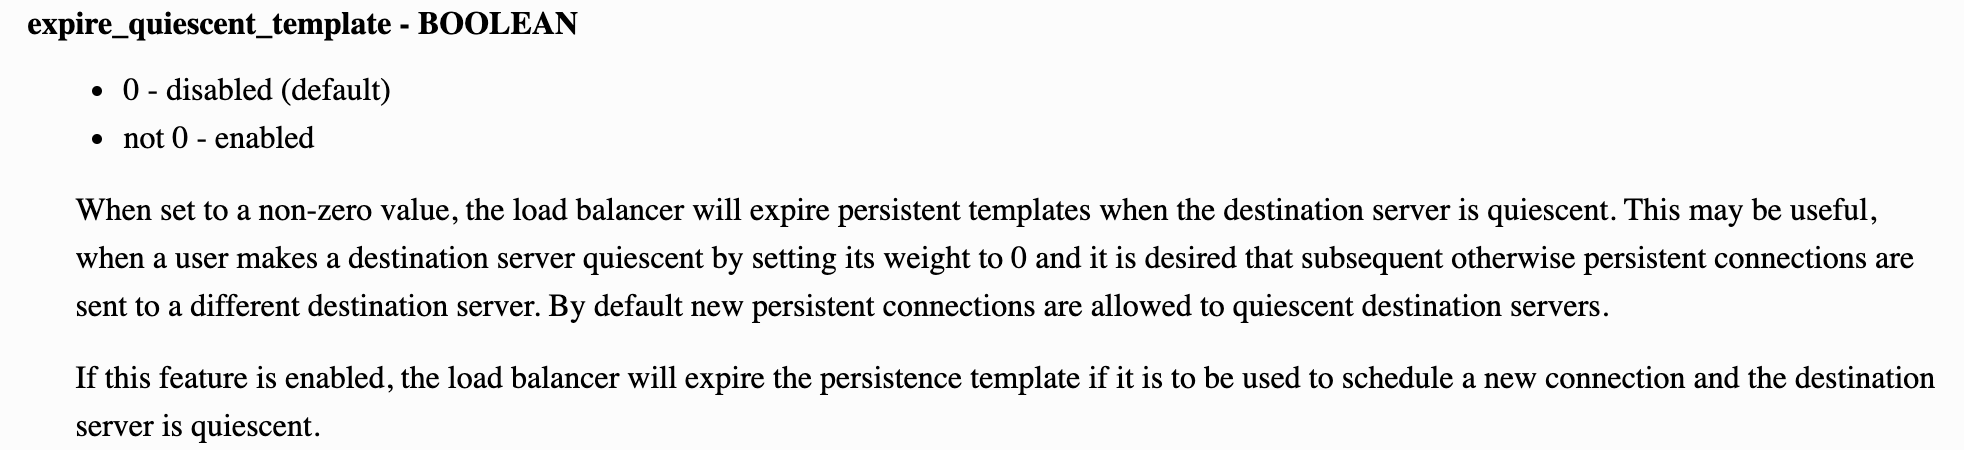 expire_quiescent_template - BOOLEAN
• 0 - disabled (default)
• not 0 - enabled
When set to a non-zero value, the load balancer will expire persistent templates when the destination server is quiescent. This may be useful,
when a user makes a destination server quiescent by setting its weight to 0 and it is desired that subsequent otherwise persistent connections are
sent to a different destination server. By default new persistent connections are allowed to quiescent destination servers.
If this feature is enabled, the load balancer will expire the persistence template if it is to be used to schedule a new connection and the destination
server is quiescent.